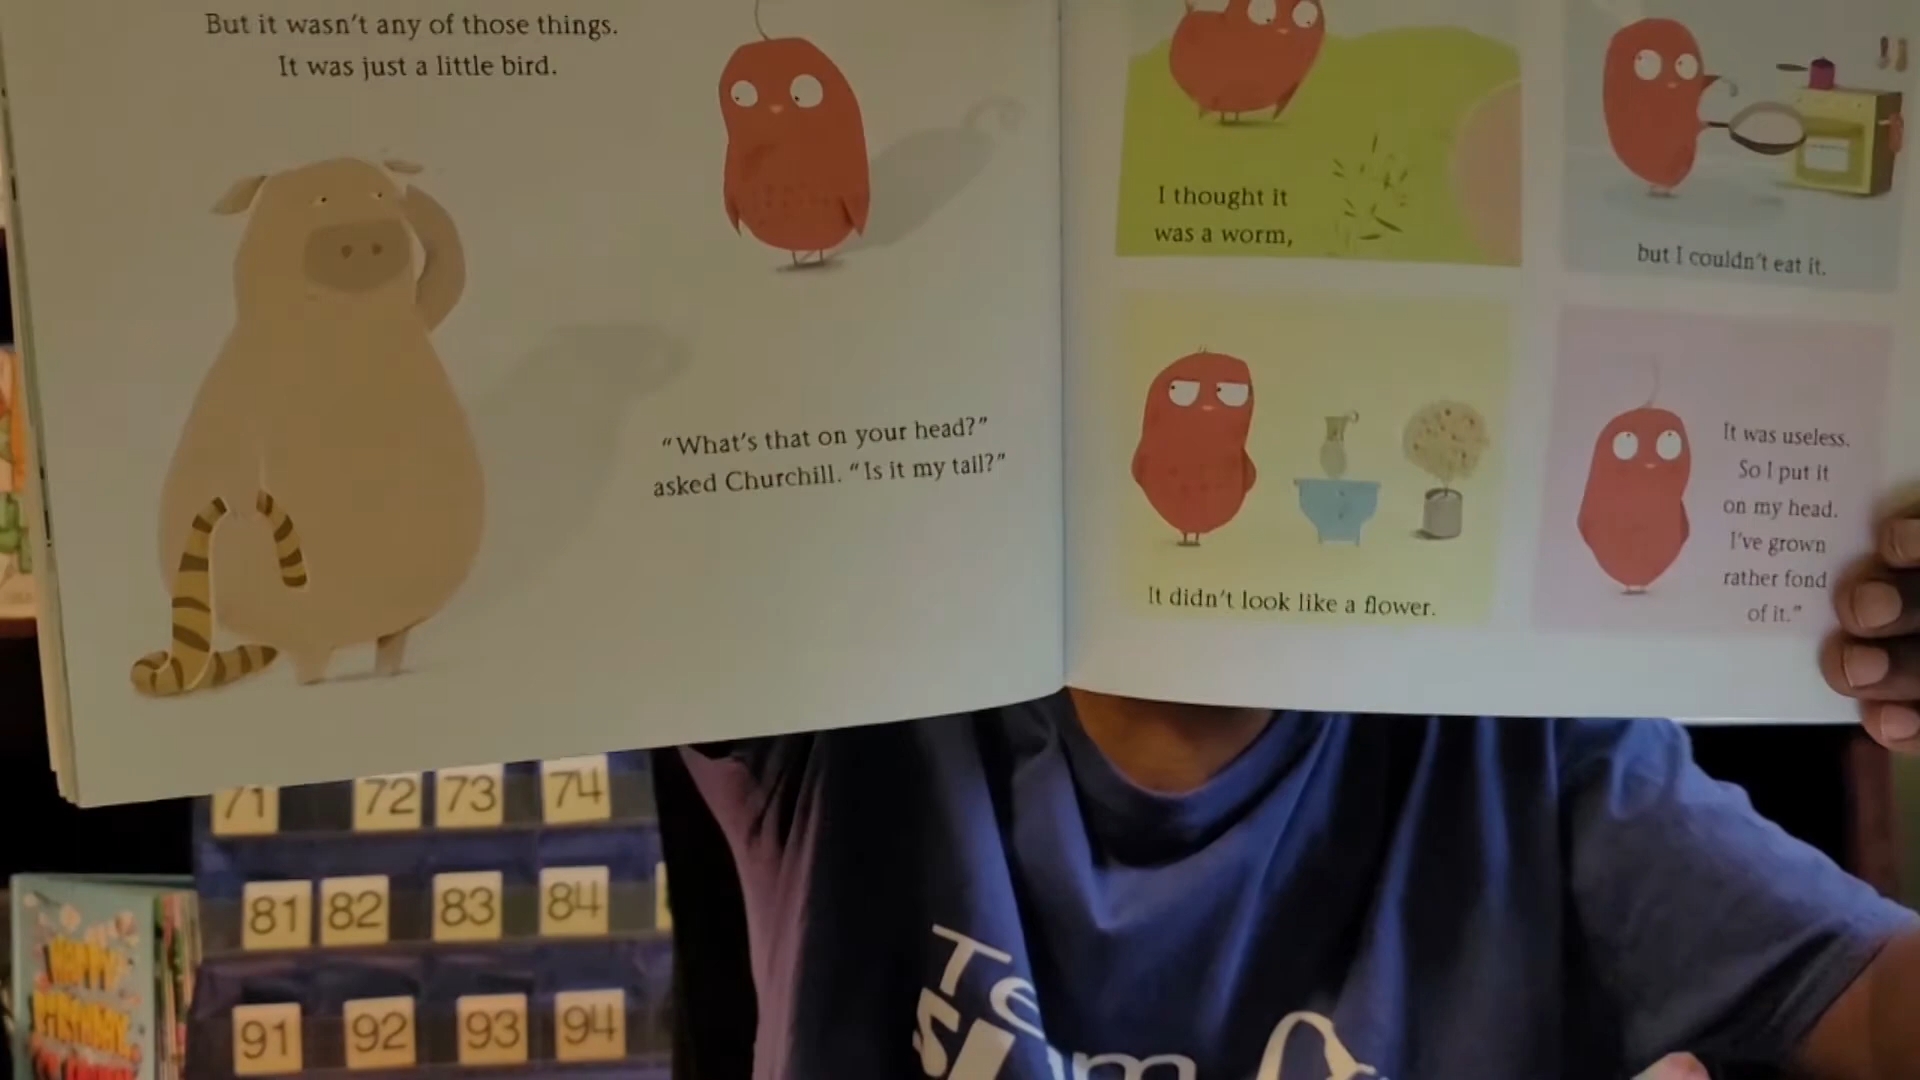 But it wasn't any of those things.
It was just a little bird.
"What's that on your head?"
asked Churchill. "Is it my tail?"
I thought it
was a worm,
but I couldn't eat it.
It didn't look like a flower.
It was useless.
So I put it
on my head.
I've grown
rather fond
of it."
71 72 73 74
81 82 83 84
91 92 93 94
HAPPY
BIRTHDAY